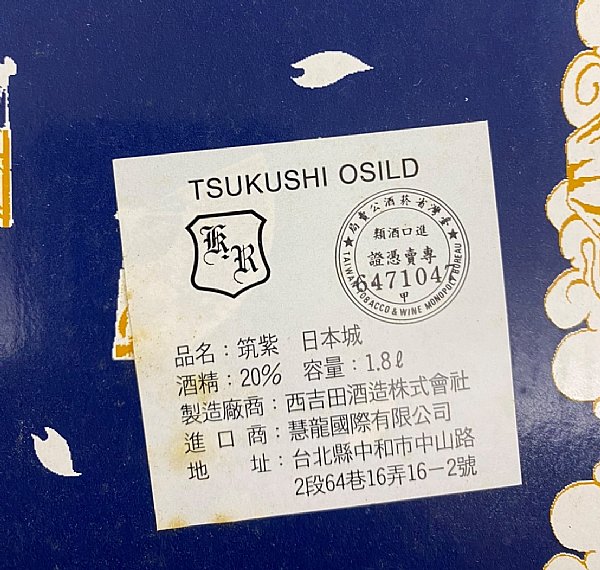 TSUKUSHI OSILD
KR
臺灣省菸酒公賣局
進口酒類
專賣憑證
6471047
甲
TAIWAN TOBACCO & WINE MONOPOLY BUREAU
品名：筑紫 日本城
酒精：20% 容量：1.8ℓ
製造廠商：西吉田酒造株式會社
進口商：慧龍國際有限公司
地址：台北縣中和市中山路
2段64巷16弄16－2號